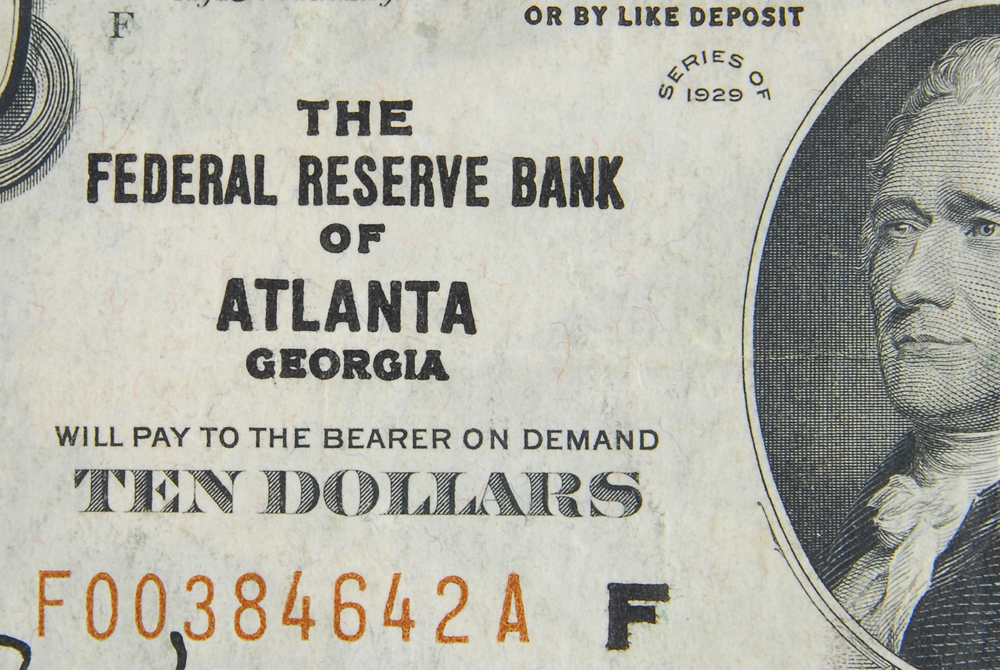 F
OR BY LIKE DEPOSIT
SERIES OF
1929
THE
FEDERAL RESERVE BANK
OF
ATLANTA
GEORGIA
WILL PAY TO THE BEARER ON DEMAND
TEN DOLLARS
F00384642A F